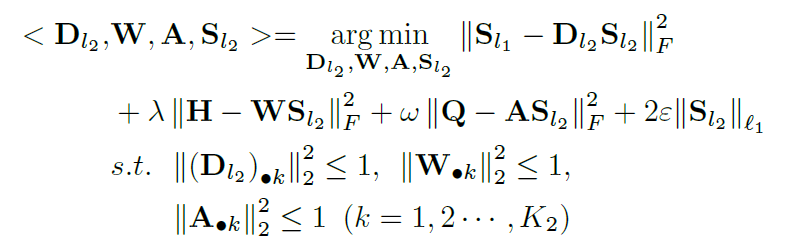 < D_{l_2}, W, A, S_{l_2} >= arg min_{D_{l_2}, W, A, S_{l_2}} ‖S_{l_1} − D_{l_2} S_{l_2}‖_F^2
+ λ ‖H − W S_{l_2}‖_F^2 + ω ‖Q − A S_{l_2}‖_F^2 + 2ε‖S_{l_2}‖_{ℓ_1}
s.t. ‖(D_{l_2})_{•k}‖_2^2 ≤ 1, ‖W_{•k}‖_2^2 ≤ 1,
‖A_{•k}‖_2^2 ≤ 1 (k = 1, 2 ⋯ , K_2)